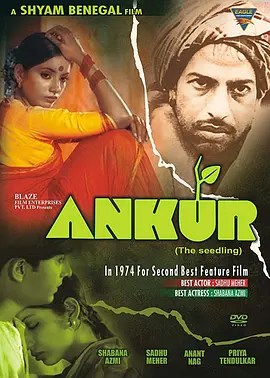 A SHYAM BENEGAL FILM
EAGLE
BLAZE
FILM ENTERPRISES
PVT. LTD Presents
ANKUR
(The seedling)
In 1974 For Second Best Feature Film
BEST ACTOR : SADHU MEHER
BEST ACTRESS : SHABANA AZMI
DVD
VIDEO
SHABANA
AZMI
SADHU
MEHER
ANANT
NAG
PRIYA
TENDULKAR